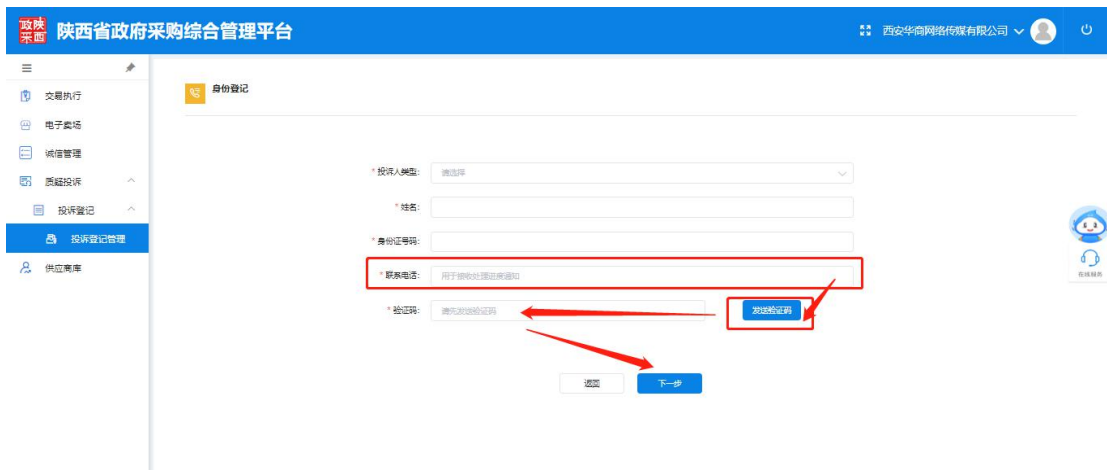 政陕
采西
陕西省政府采购综合管理平台
西安华商网络传媒有限公司
交易执行
电子卖场
诚信管理
质疑投诉
投诉登记
投诉登记管理
供应商库
身份登记
* 投诉人类型: 请选择
* 姓名:
* 身份证号码:
* 联系电话: 用于接收处理进度通知
* 验证码: 请先发送验证码 发送验证码
返回 下一步
在线服务